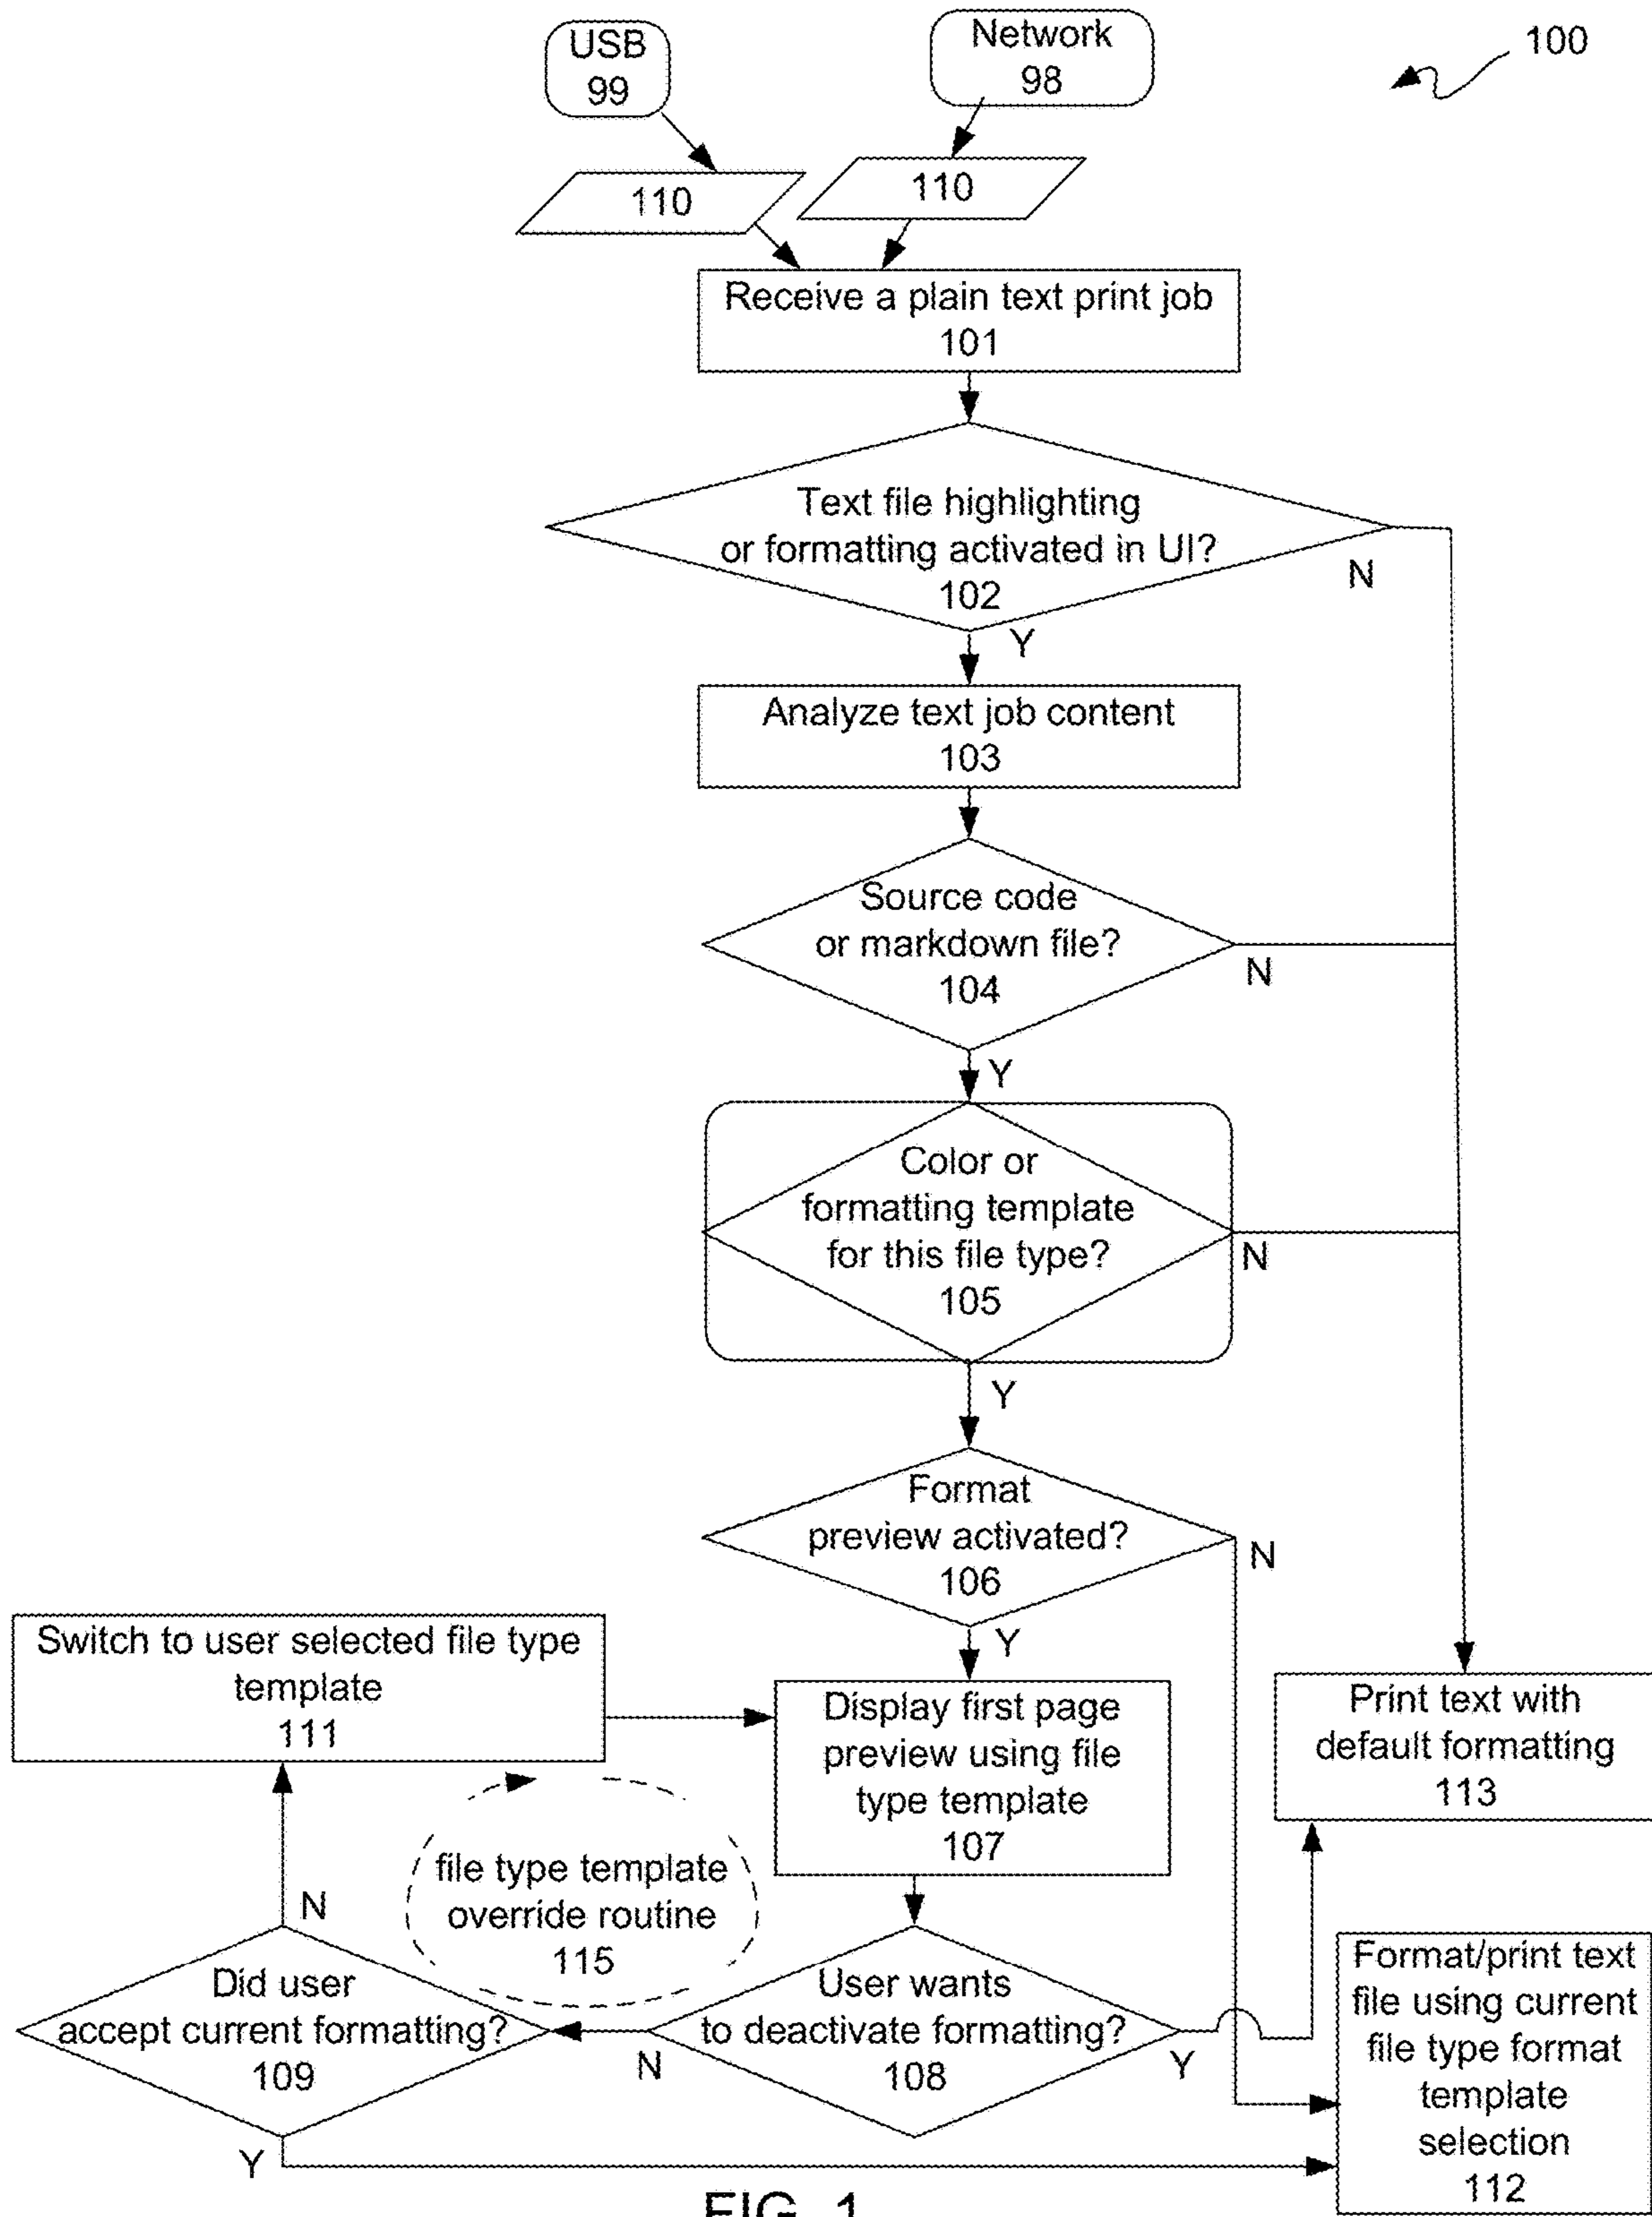 USB
99
Network
98
100
110
110
Receive a plain text print job
101
Text file highlighting
or formatting activated in UI?
102
N
Y
Analyze text job content
103
Source code
or markdown file?
104
N
Y
Color or
formatting template
for this file type?
105
N
Y
Format
preview activated?
106
N
Y
Switch to user selected file type
template
111
Display first page
preview using file
type template
107
Print text with
default formatting
113
file type template
override routine
115
N
Did user
accept current formatting?
109
Y
User wants
to deactivate formatting?
108
N
Y
Format/print text
file using current
file type format
template
selection
112
FIG. 1